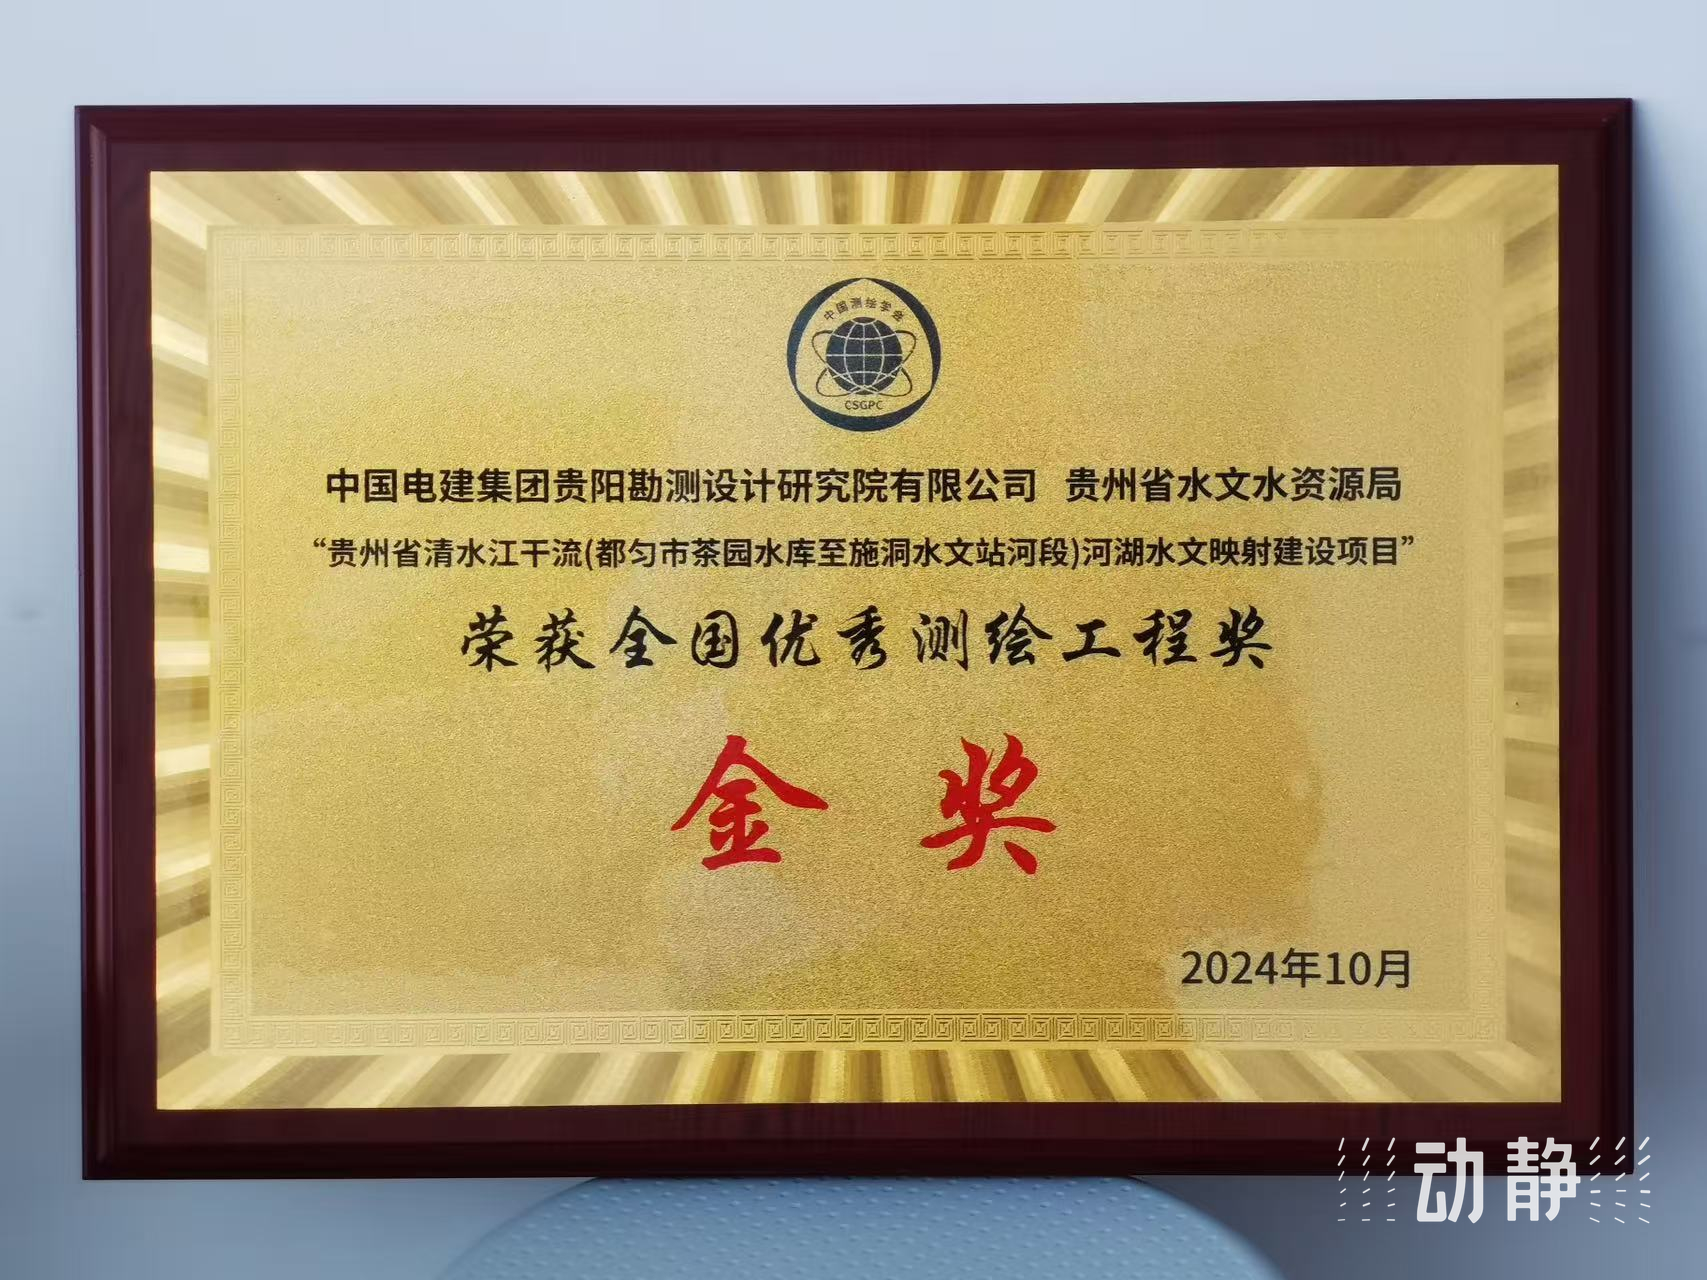 中国测绘学会
CSGPC
中国电建集团贵阳勘测设计研究院有限公司 贵州省水文水资源局
“贵州省清水江干流(都匀市茶园水库至施洞水文站河段)河湖水文映射建设项目”
荣获全国优秀测绘工程奖
金奖
2024年10月
动静